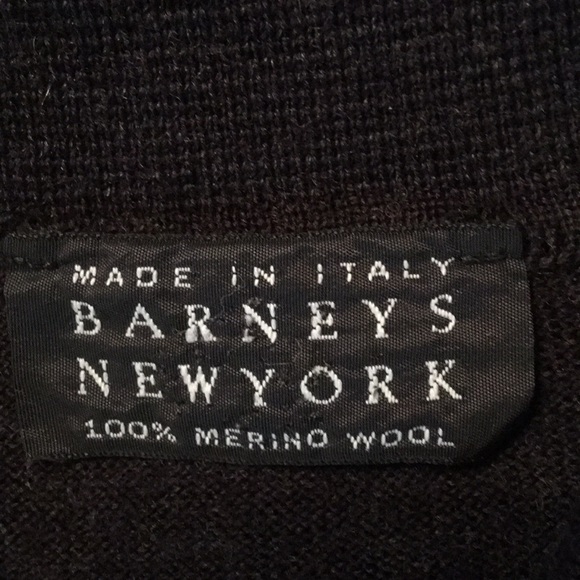 MADE IN ITALY
BARNEYS
NEWYORK
100% MERINO WOOL